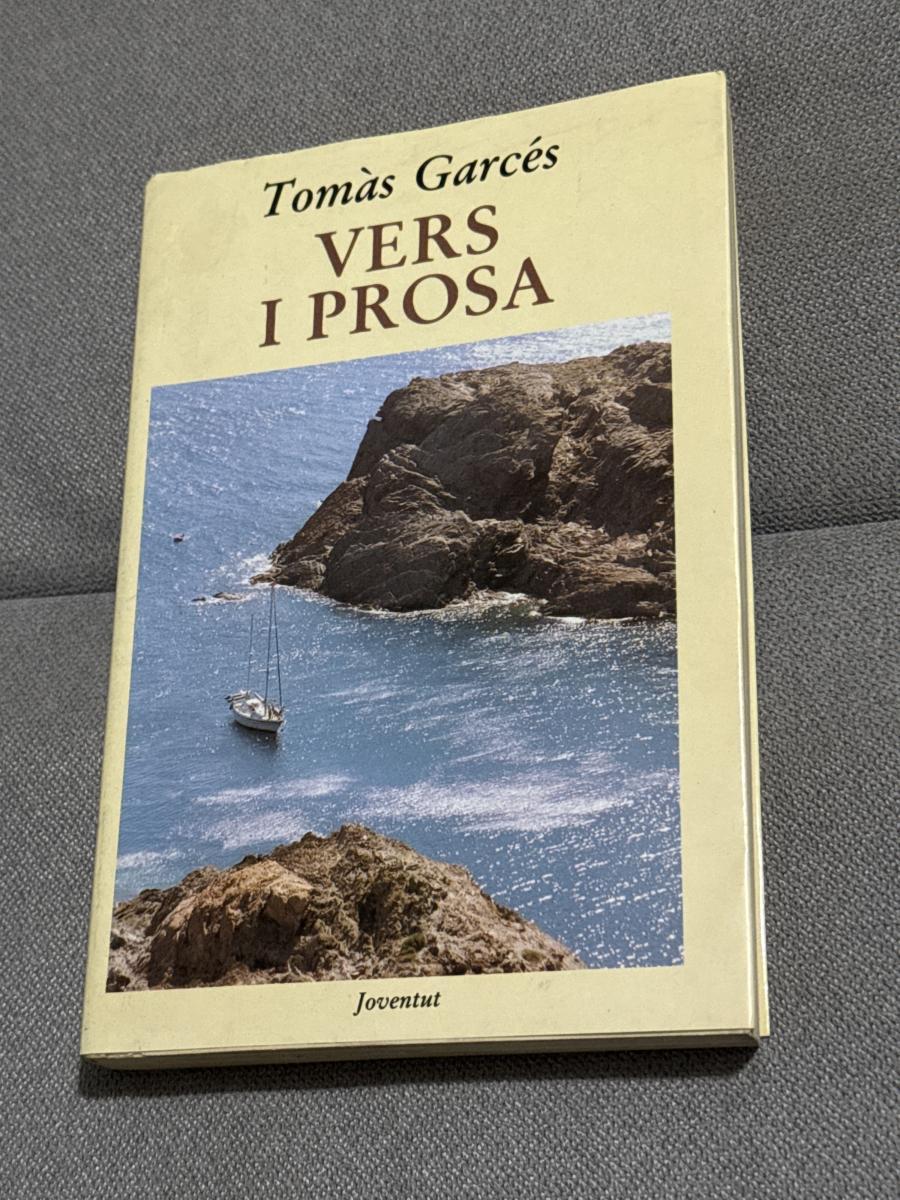 Tomàs Garcés
VERS
I PROSA
Joventut